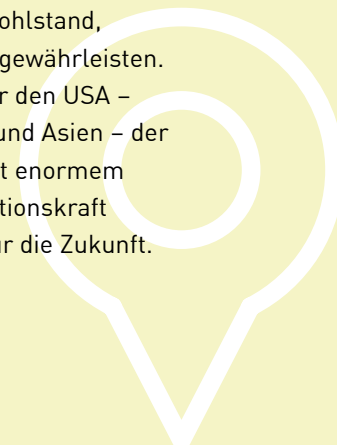 ohlstand,
gewährleisten.
r den USA –
und Asien – der
t enormem
tionskraft
r die Zukunft.